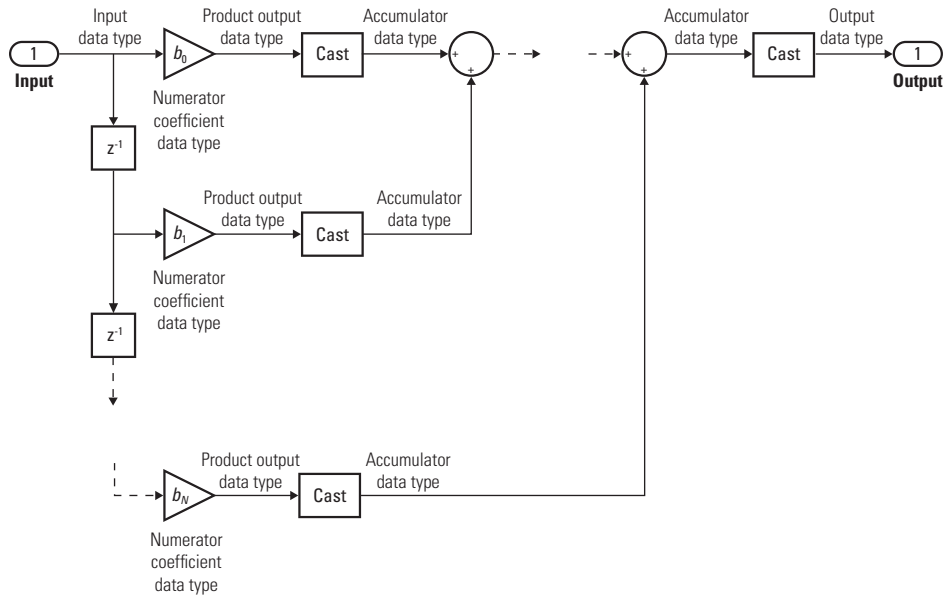 Input
data type
Product output
data type
Accumulator
data type
Accumulator
data type
Output
data type
1
Input
b0
Cast
+
+
+
+
Cast
1
Output
Numerator
coefficient
data type
z-1
Product output
data type
Accumulator
data type
b1
Cast
Numerator
coefficient
data type
z-1
Product output
data type
Accumulator
data type
bN
Cast
Numerator
coefficient
data type